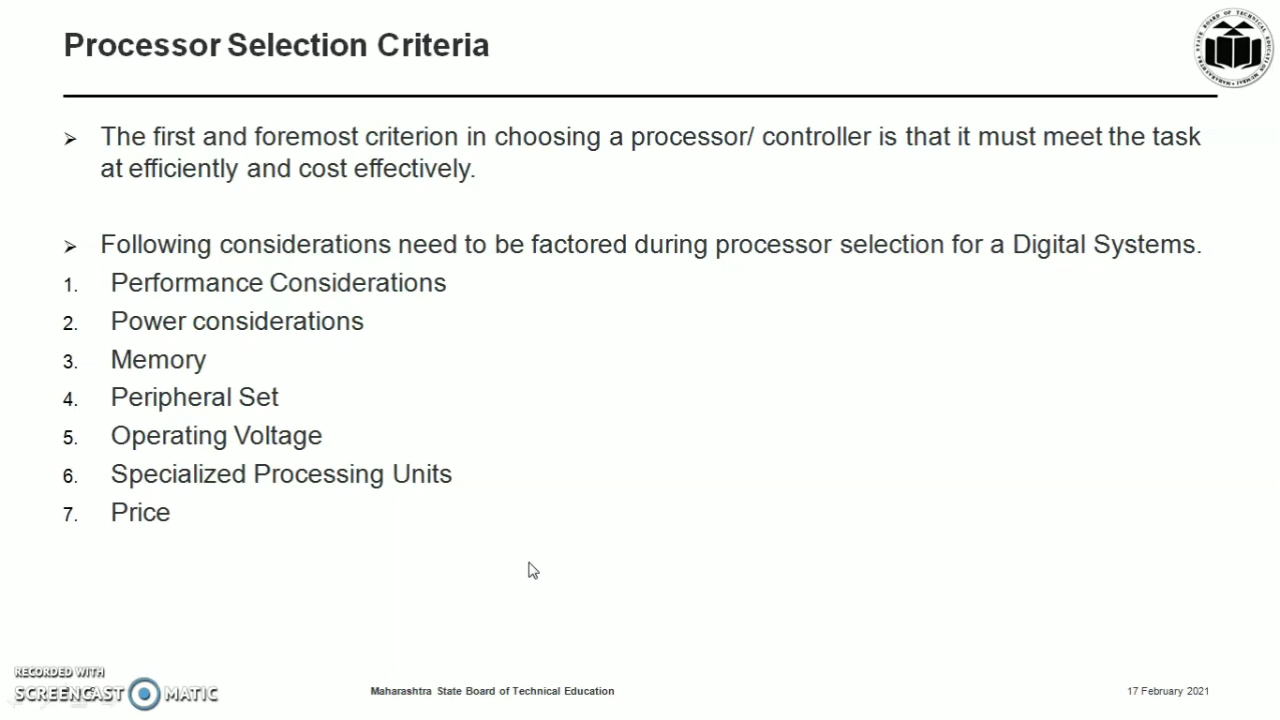 Processor Selection Criteria
➢ The first and foremost criterion in choosing a processor/ controller is that it must meet the task
at efficiently and cost effectively.
➢ Following considerations need to be factored during processor selection for a Digital Systems.
1. Performance Considerations
2. Power considerations
3. Memory
4. Peripheral Set
5. Operating Voltage
6. Specialized Processing Units
7. Price
RECORDED WITH
SCREENCAST MATIC
Maharashtra State Board of Technical Education
17 February 2021